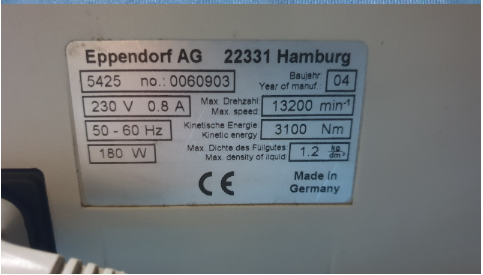 Eppendorf AG 22331 Hamburg
5425 no.: 0060903 Baujahr Year of manuf. 04
230 V 0.8 A Max. Drehzahl Max. speed 13200 min⁻¹
50 - 60 Hz Kinetische Energie Kinetic energy 3100 Nm
180 W Max. Dichte des Füllgutes Max. density of liquid 1.2 kg/dm³
CE Made in Germany